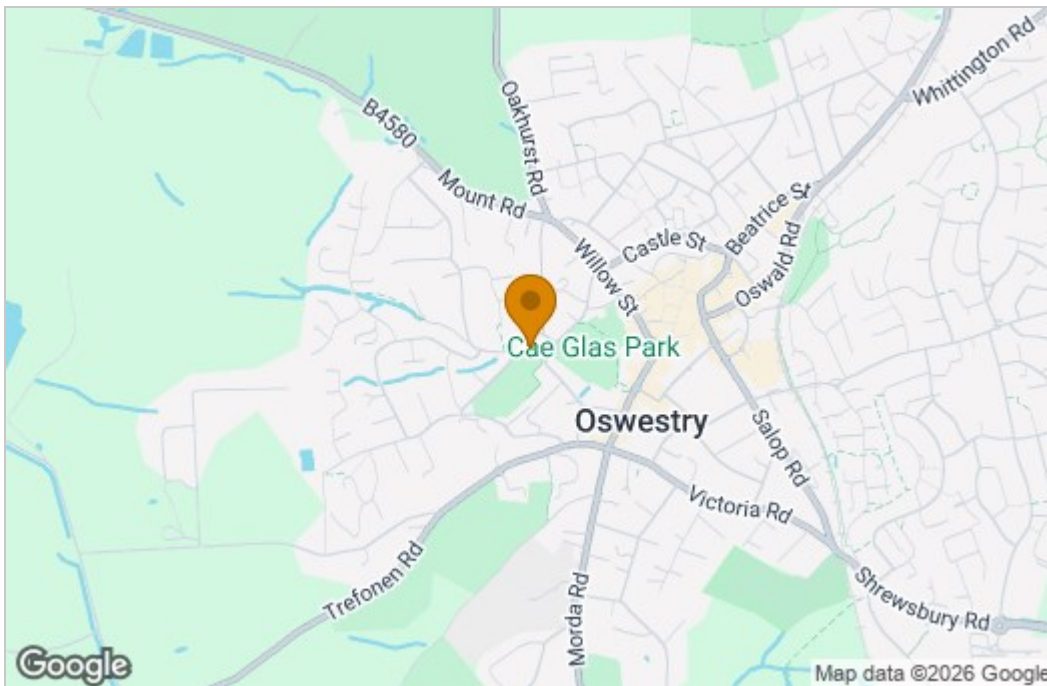 B4580
Oakhurst Rd
Whittington Rd
Mount Rd
Beatrice St
Castle St
Willow St
Oswald Rd
Cae Glas Park
Oswestry
Salop Rd
Victoria Rd
Trefonen Rd
Morda Rd
Shrewsbury Rd
Google
Map data ©2026 Google